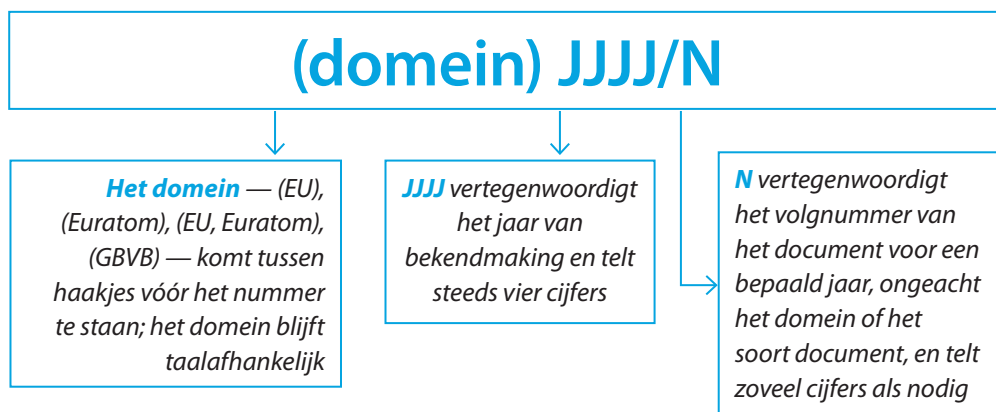 (domein) JJJJ/N
Het domein — (EU),
(Euratom), (EU, Euratom),
(GBVB) — komt tussen
haakjes vóór het nummer
te staan; het domein blijft
taalafhankelijk
JJJJ vertegenwoordigt
het jaar van
bekendmaking en telt
steeds vier cijfers
N vertegenwoordigt
het volgnummer van
het document voor een
bepaald jaar, ongeacht
het domein of het
soort document, en telt
zoveel cijfers als nodig